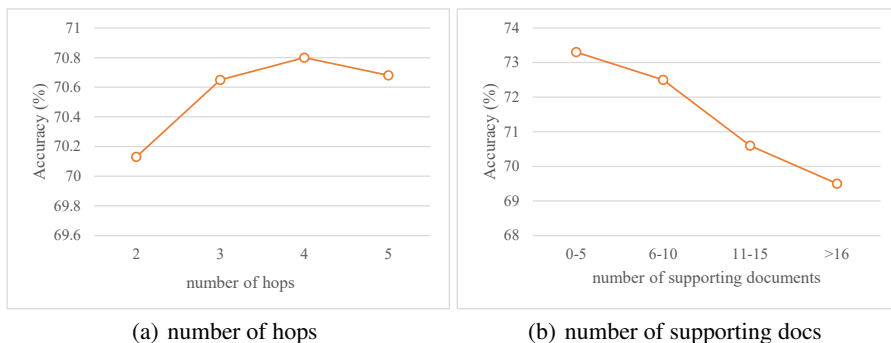 71
70.8
70.6
70.4
70.2
70
69.8
69.6
Accuracy (%)
2 3 4 5
number of hops
(a) number of hops
74
73
72
71
70
69
68
Accuracy (%)
0-5 6-10 11-15 >16
number of supporting documents
(b) number of supporting docs